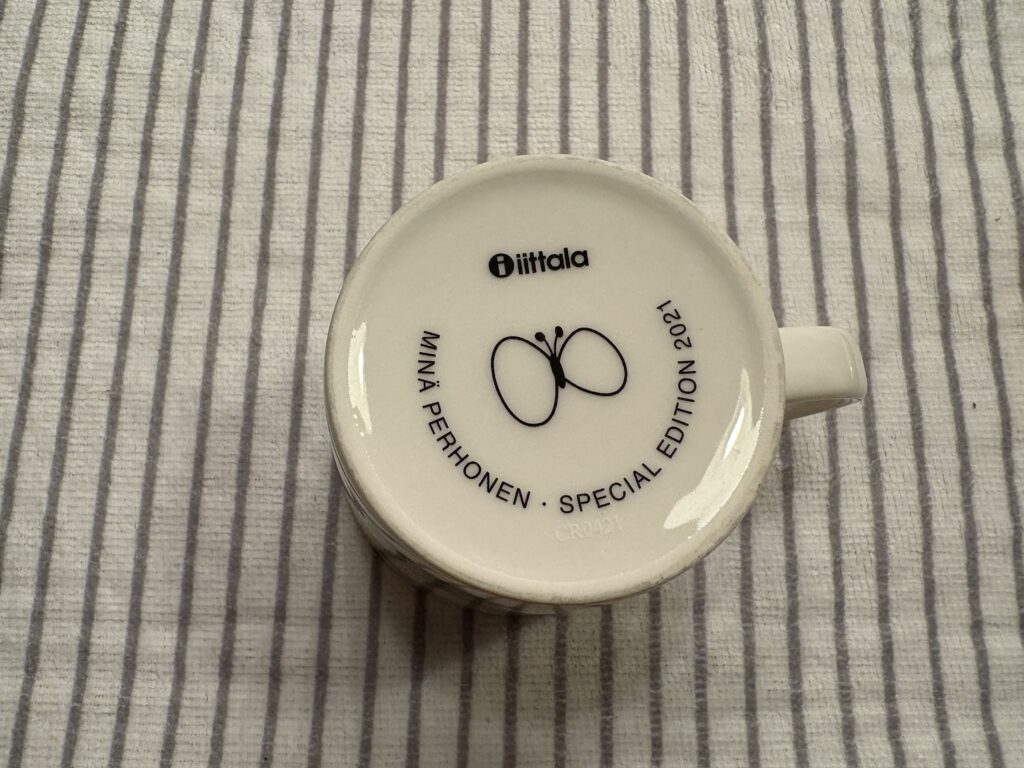 iittala
MINÄ PERHONEN · SPECIAL EDITION 2021
CR0421